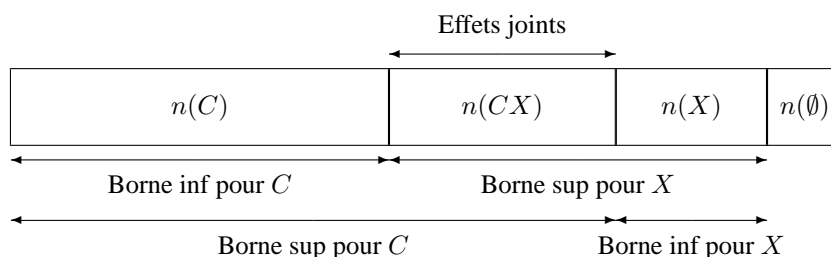 Effets joints
n(C) n(CX) n(X) n(∅)
Borne inf pour C Borne sup pour X
Borne sup pour C Borne inf pour X